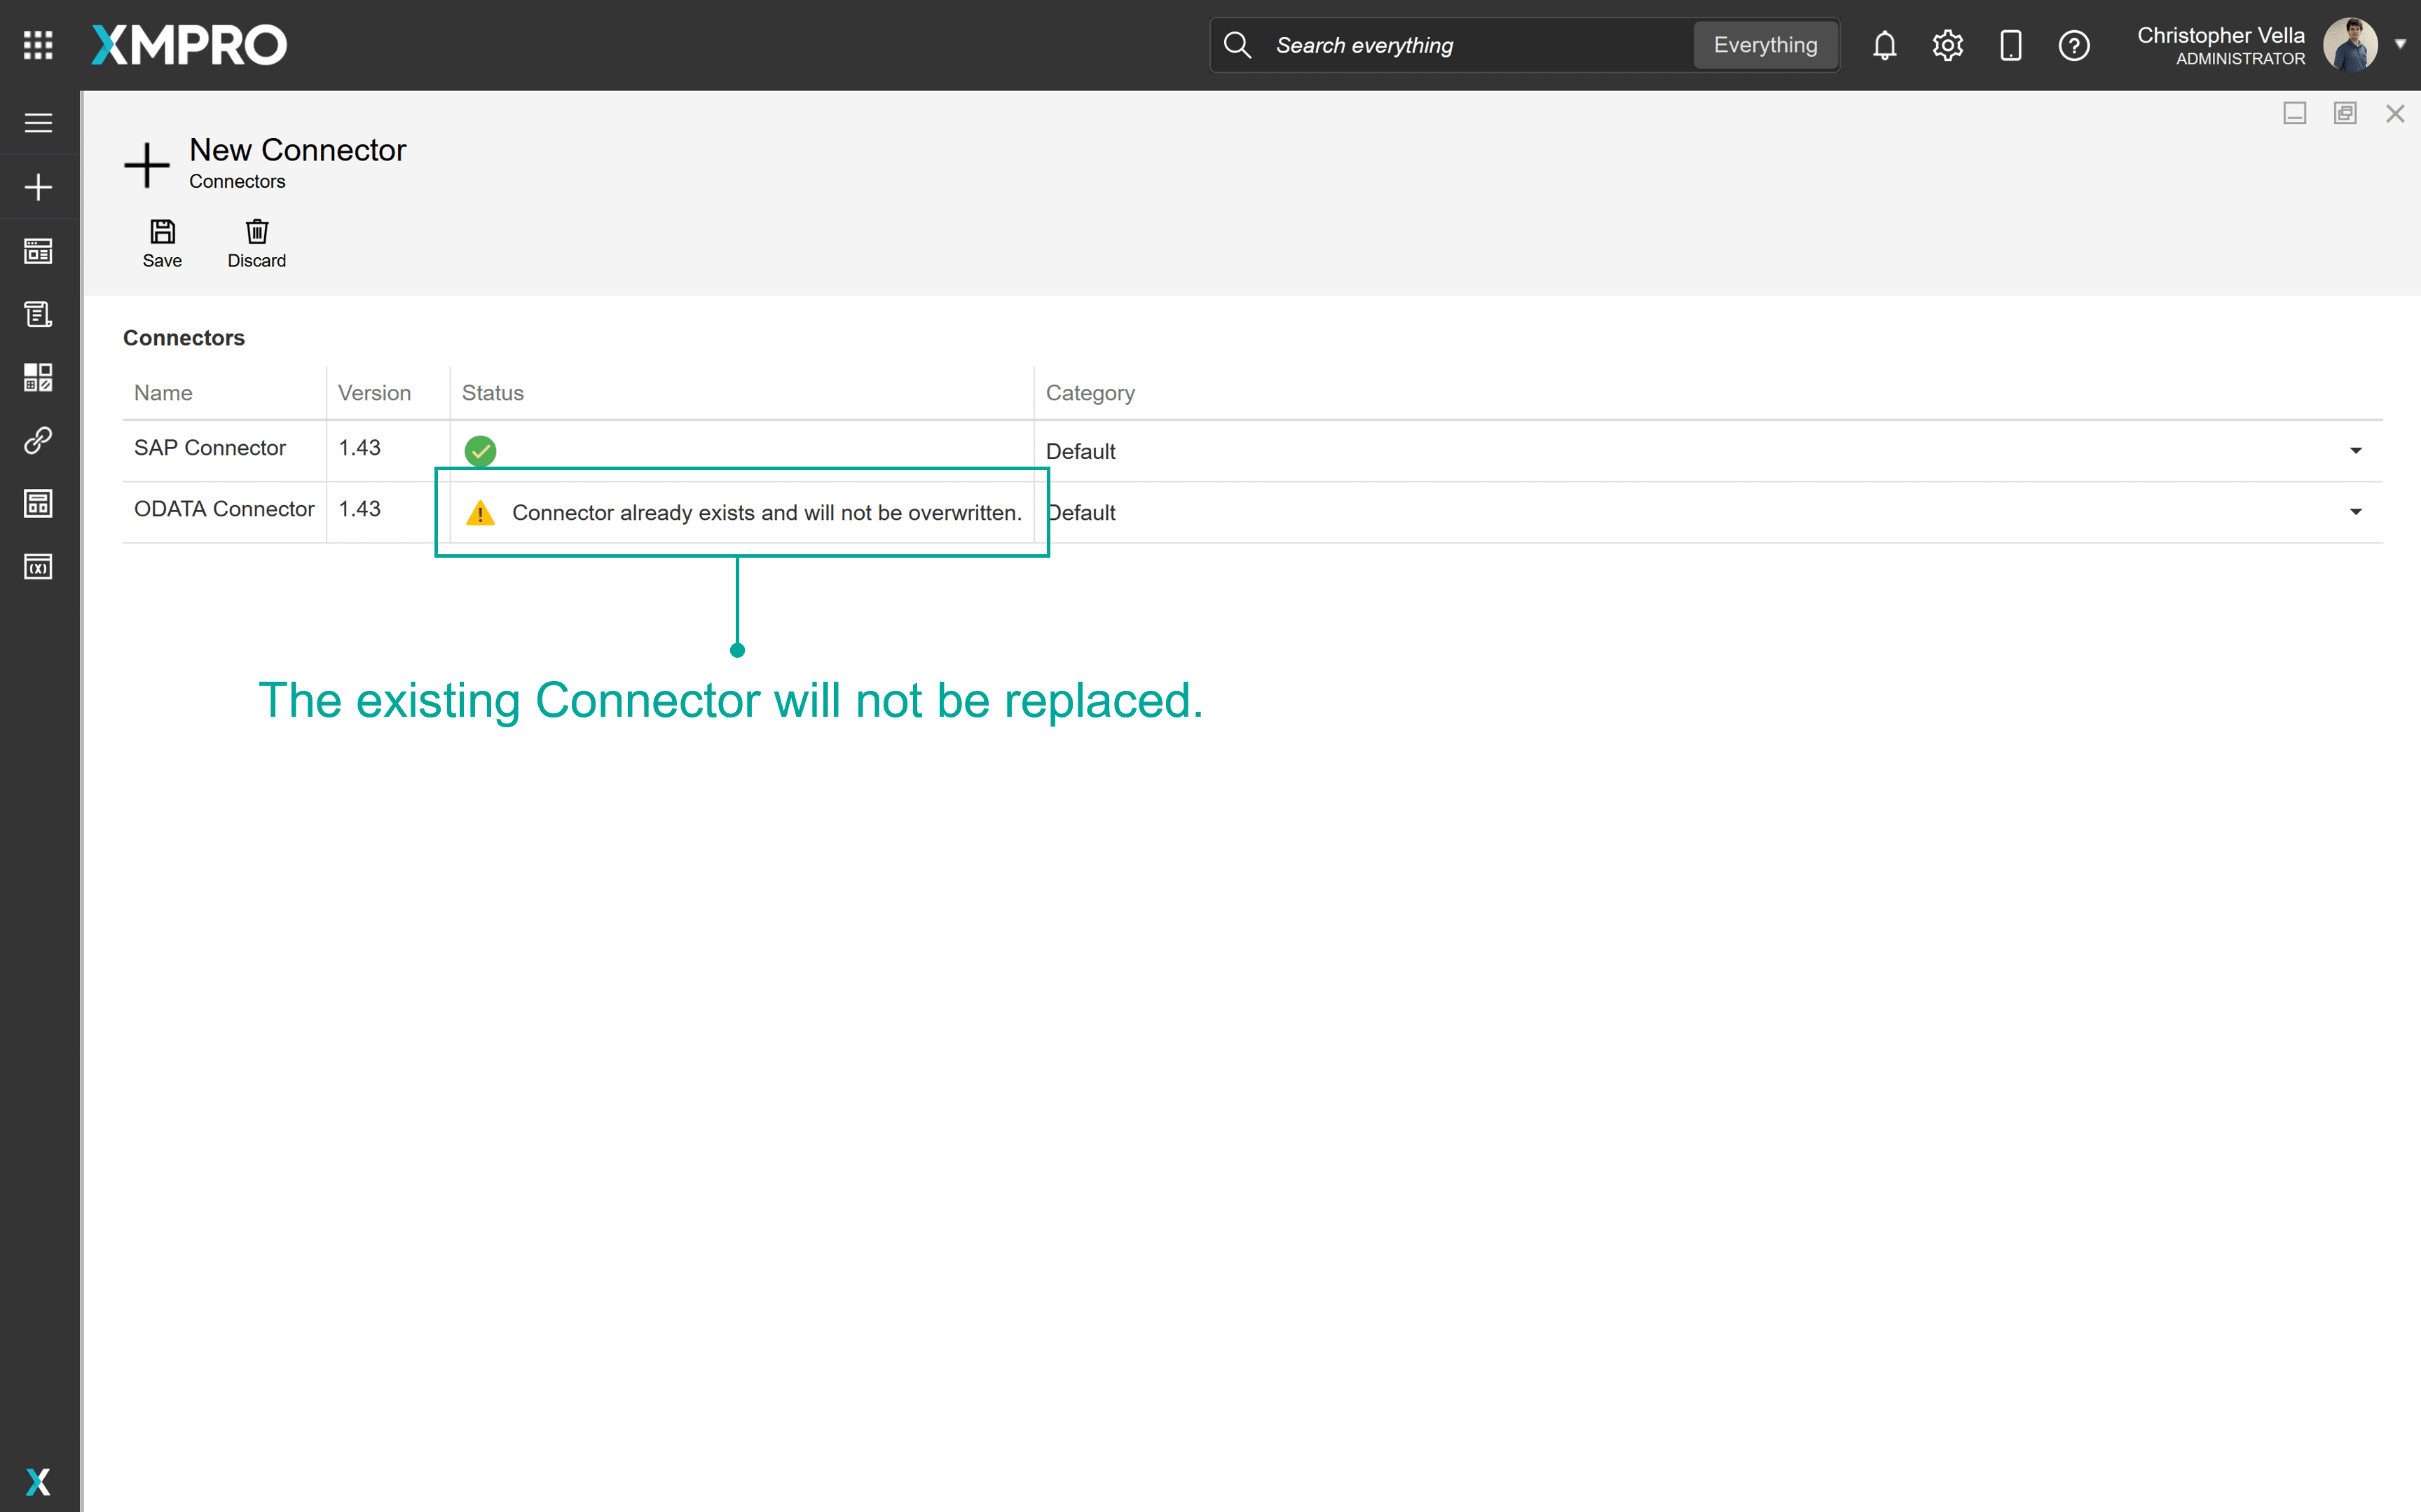 XMPRO
Search everything
Everything
Christopher Vella
ADMINISTRATOR
New Connector
Connectors
Save
Discard
Connectors
Name
Version
Status
Category
SAP Connector
1.43
Default
ODATA Connector
1.43
Connector already exists and will not be overwritten.
Default
The existing Connector will not be replaced.